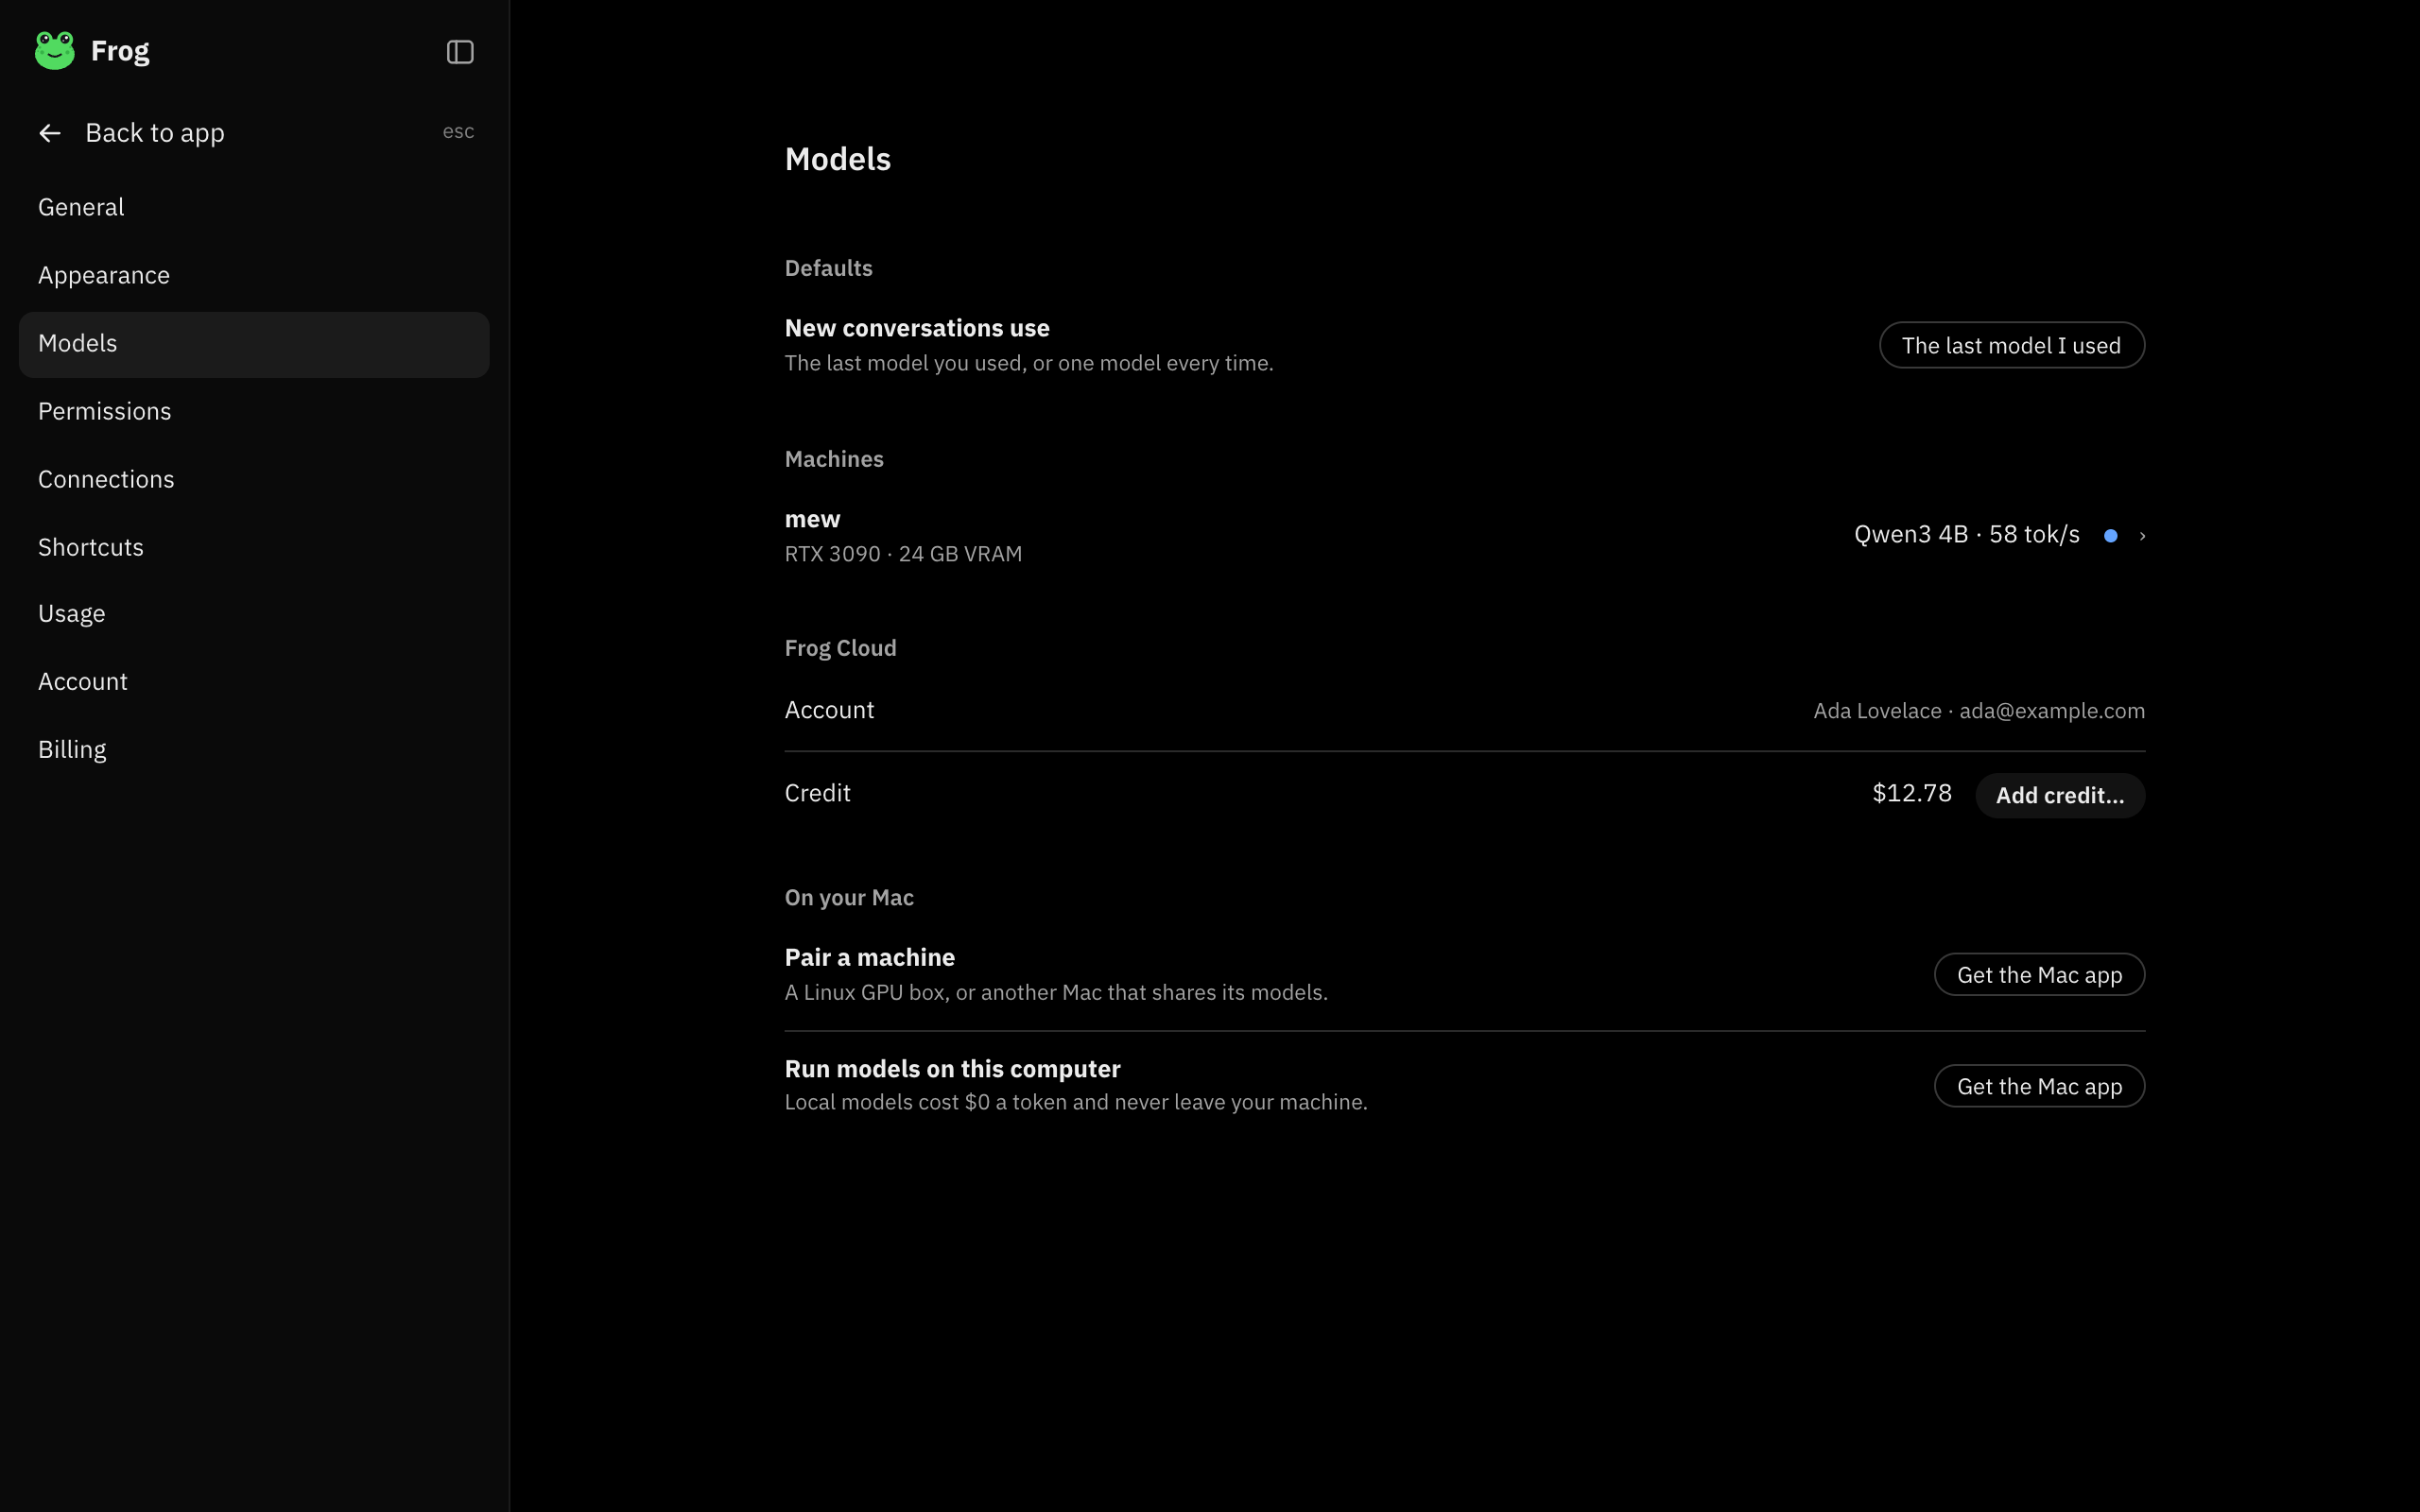 Frog
Back to app
esc
General
Appearance
Models
Permissions
Connections
Shortcuts
Usage
Account
Billing
Models
Defaults
New conversations use
The last model you used, or one model every time.
The last model I used
Machines
mew
RTX 3090 · 24 GB VRAM
Qwen3 4B · 58 tok/s
Frog Cloud
Account
Ada Lovelace · ada@example.com
Credit
$12.78
Add credit...
On your Mac
Pair a machine
A Linux GPU box, or another Mac that shares its models.
Get the Mac app
Run models on this computer
Local models cost $0 a token and never leave your machine.
Get the Mac app